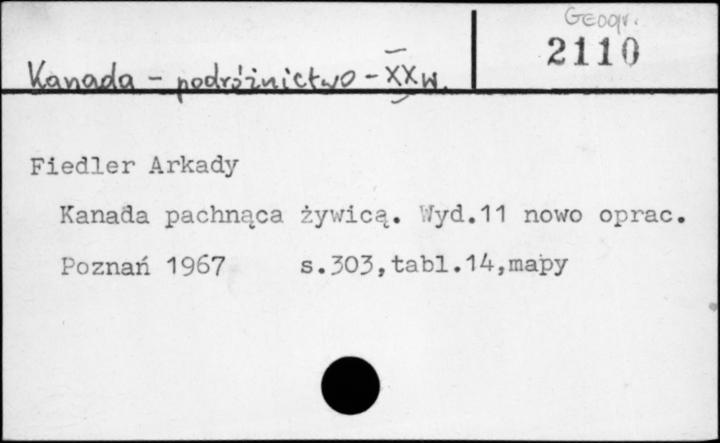 Geogr.
2110
Kanada - podróżnictwo - XX w.
Fiedler Arkady
Kanada pachnąca żywicą. Wyd.11 nowo oprac.
Poznań 1967 s.303,tabl.14,mapy